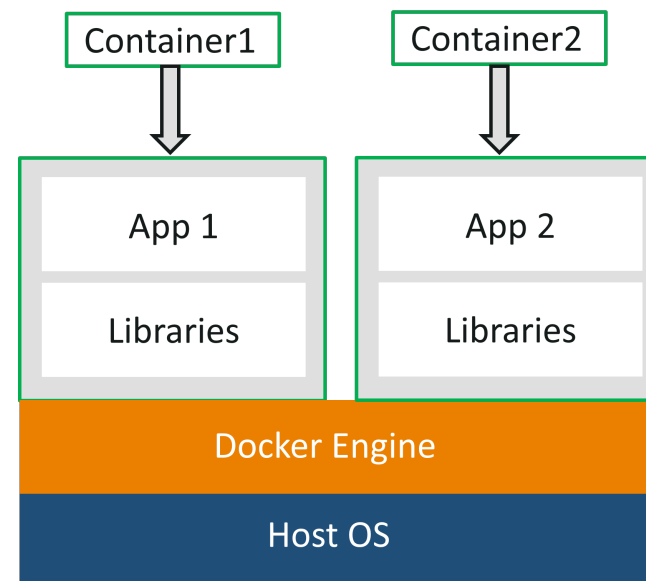 Container1
Container2
App 1
App 2
Libraries
Libraries
Docker Engine
Host OS